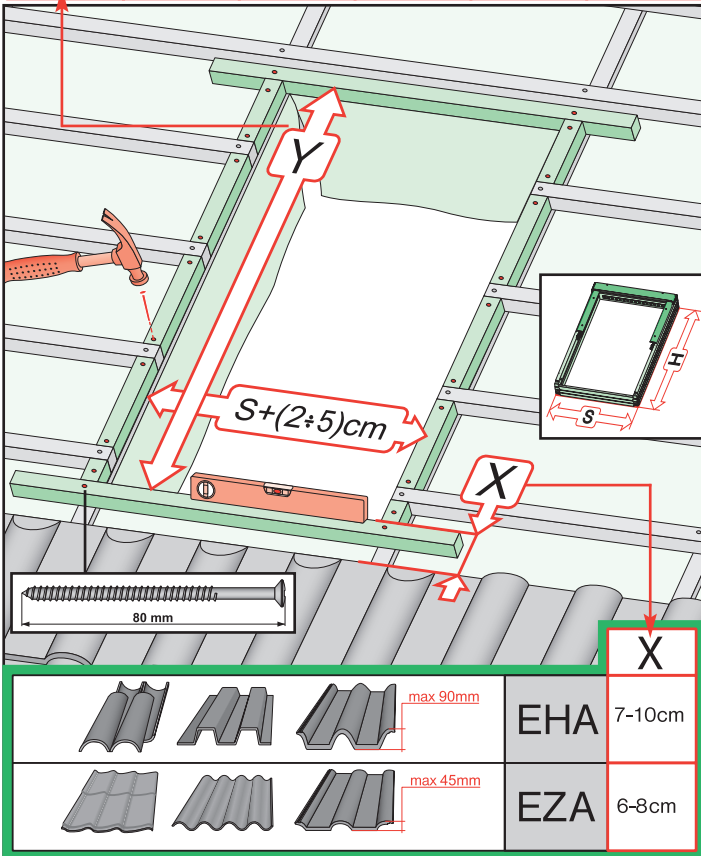 Y
S+(2÷5)cm
H
S
X
80 mm
X
max 90mm
EHA
7-10cm
max 45mm
EZA
6-8cm